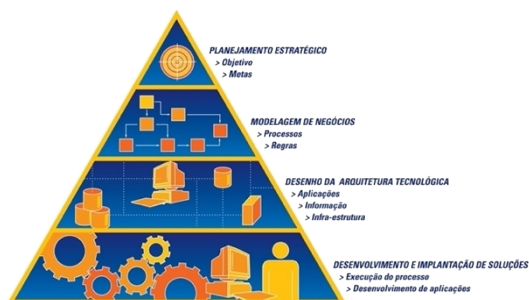 PLANEJAMENTO ESTRATÉGICO
> Objetivo
> Metas
MODELAGEM DE NEGÓCIOS
> Processos
> Regras
DESENHO DA ARQUITETURA TECNOLÓGICA
> Aplicações
> Informação
> Infra-estrutura
DESENVOLVIMENTO E IMPLANTAÇÃO DE SOLUÇÕES
> Execução do processo
> Desenvolvimento de aplicações